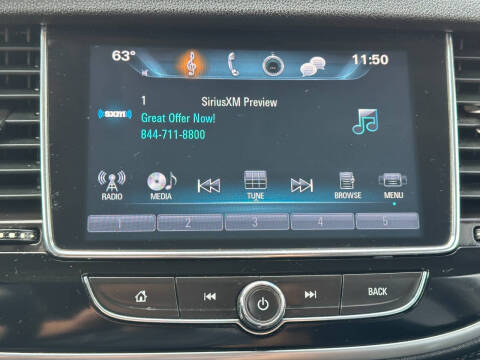 63°
11:50
1
SiriusXM Preview
((sxm))
Great Offer Now!
844-711-8800
RADIO
MEDIA
TUNE
BROWSE
MENU
1 2 3 4 5
BACK